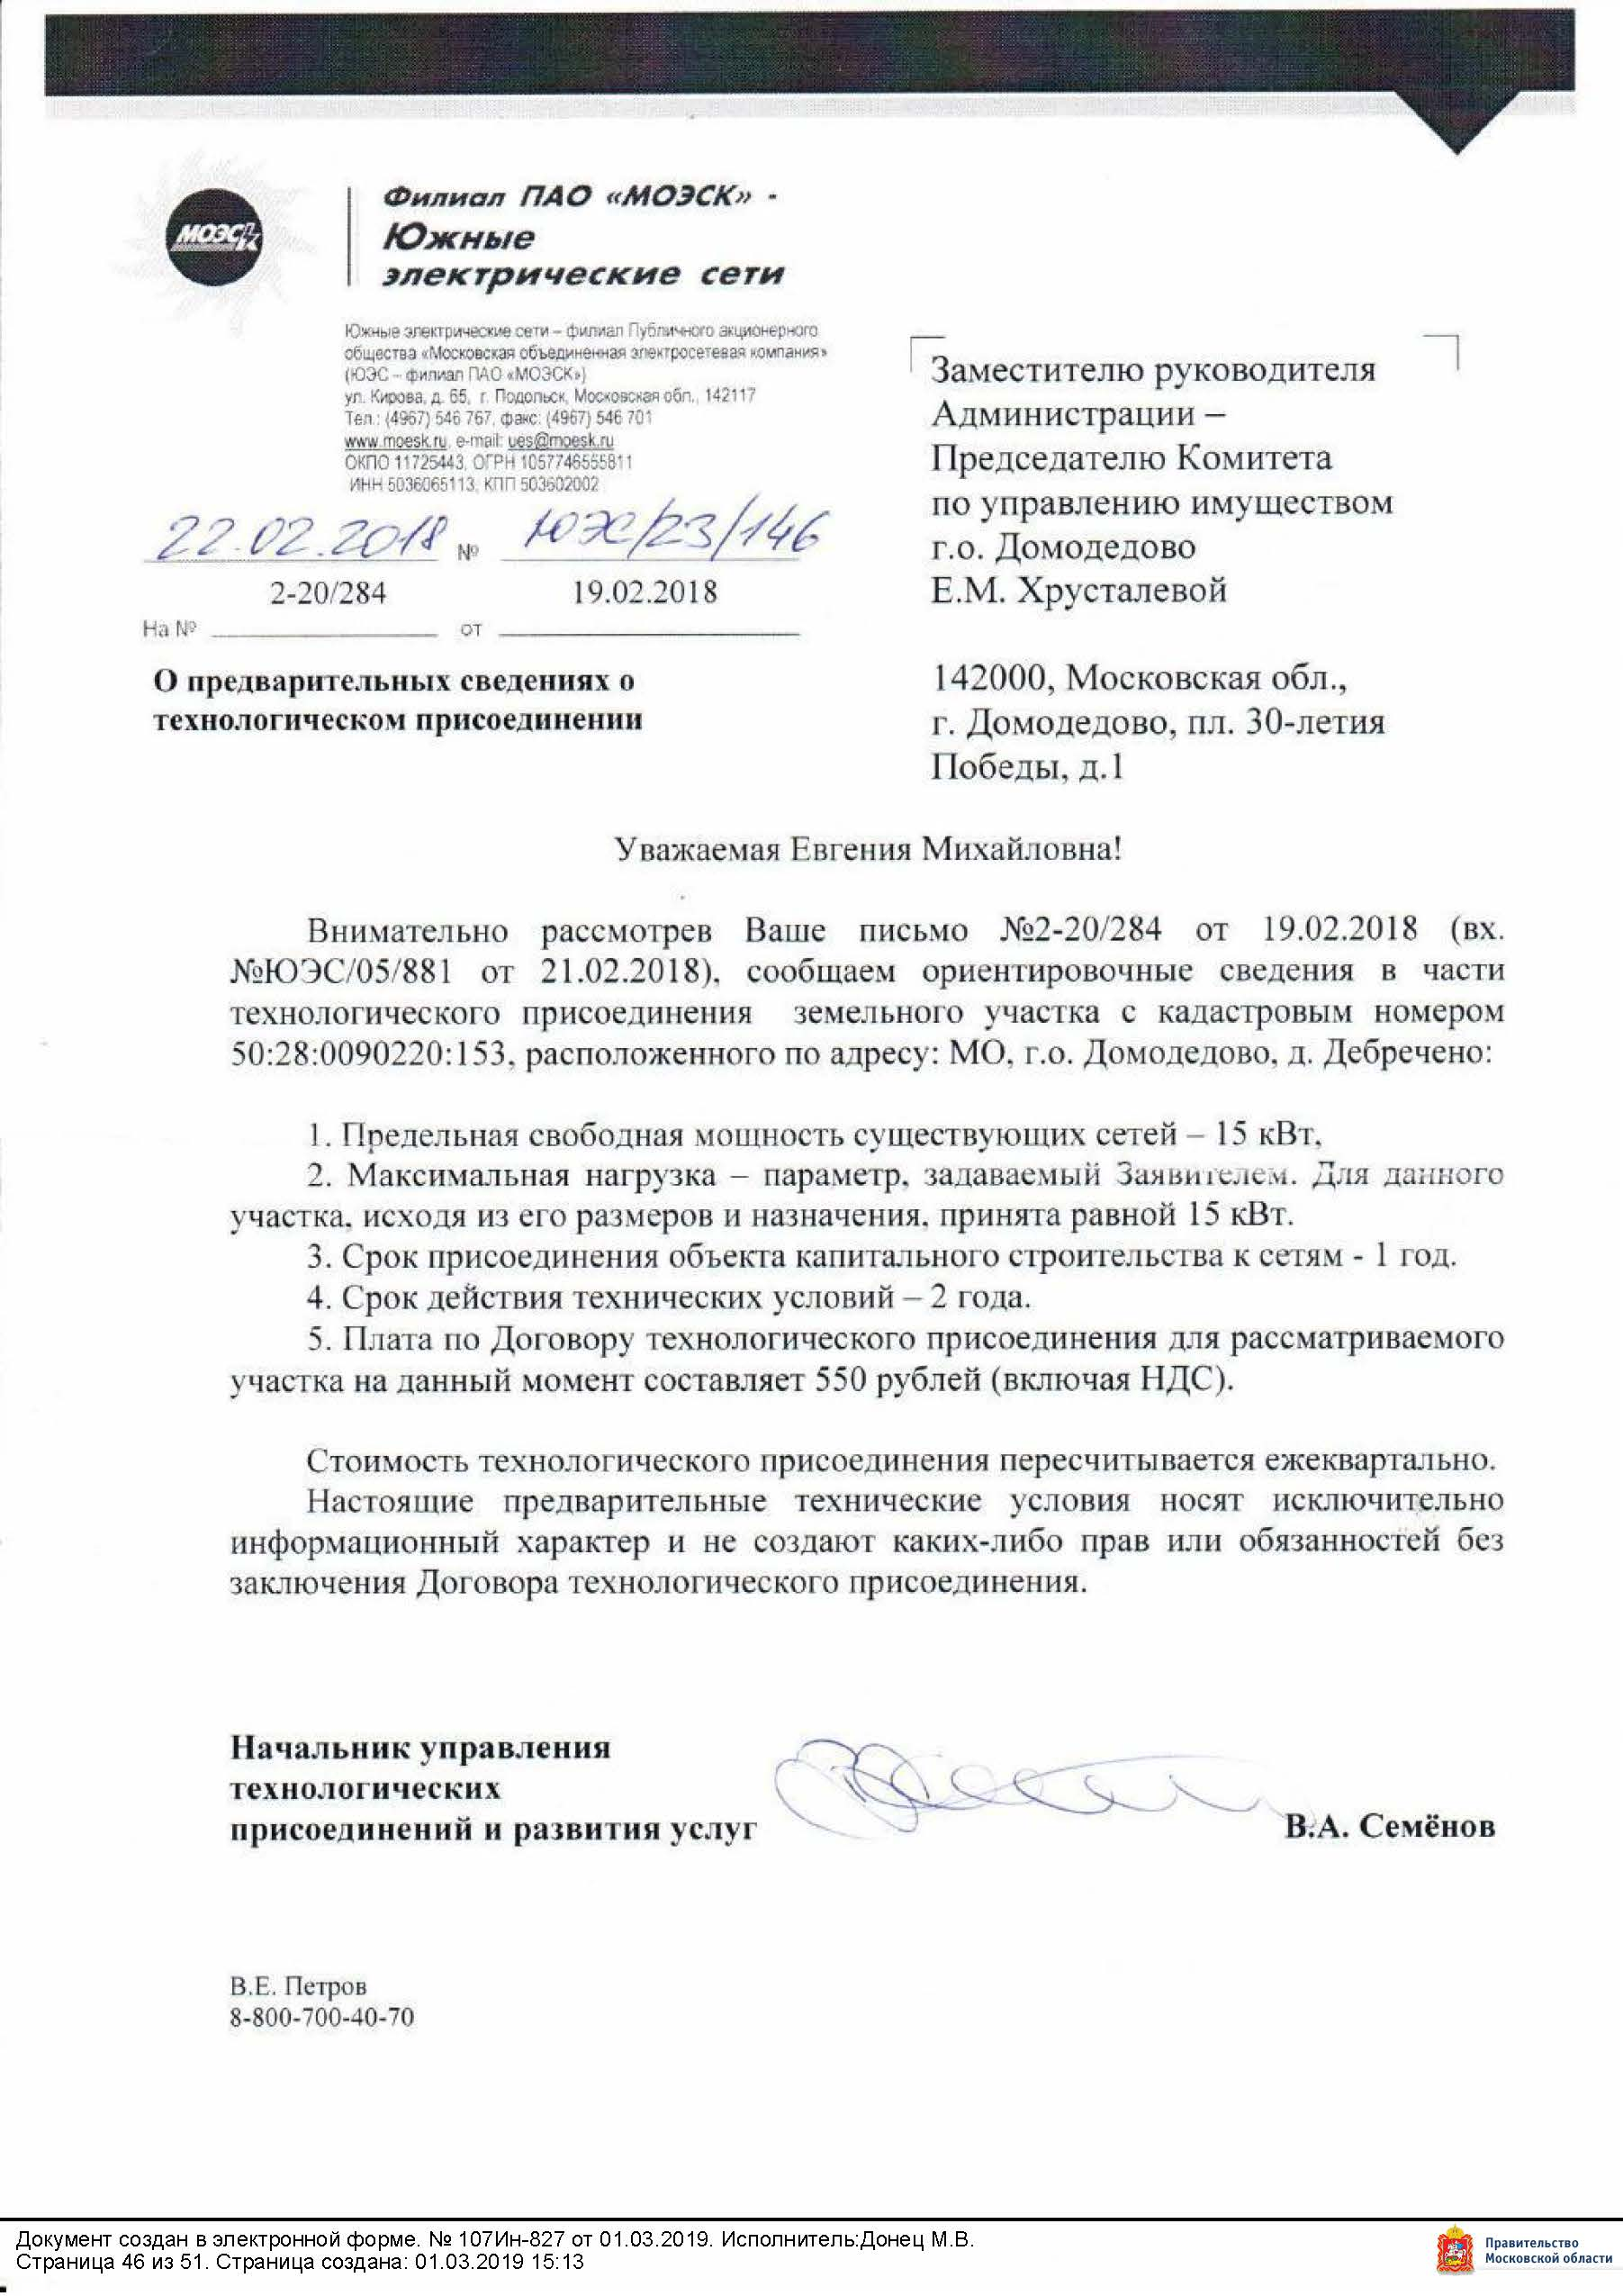 МОЭСК
Филиал ПАО «МОЭСК» -
Южные
электрические сети
Южные электрические сети – филиал Публичного акционерного
общества «Московская объединенная электросетевая компания»
(ЮЭС – филиал ПАО «МОЭСК»)
ул. Кирова, д. 65, г. Подольск, Московская обл., 142117
Тел.: (4967) 546 767, факс: (4967) 546 701
www.moesk.ru, e-mail: ues@moesk.ru
ОКПО 11725443, ОГРН 1057746555811
ИНН 5036065113, КПП 503602002
22.02.2018 № ЮЭС/23/146
2-20/284 19.02.2018
На № от
О предварительных сведениях о
технологическом присоединении
Заместителю руководителя
Администрации –
Председателю Комитета
по управлению имуществом
г.о. Домодедово
Е.М. Хрусталевой
142000, Московская обл.,
г. Домодедово, пл. 30-летия
Победы, д.1
Уважаемая Евгения Михайловна!
Внимательно рассмотрев Ваше письмо №2-20/284 от 19.02.2018 (вх.
№ЮЭС/05/881 от 21.02.2018), сообщаем ориентировочные сведения в части
технологического присоединения земельного участка с кадастровым номером
50:28:0090220:153, расположенного по адресу: МО, г.о. Домодедово, д. Дебречено:
1. Предельная свободная мощность существующих сетей – 15 кВт,
2. Максимальная нагрузка – параметр, задаваемый Заявителем. Для данного
участка, исходя из его размеров и назначения, принята равной 15 кВт.
3. Срок присоединения объекта капитального строительства к сетям - 1 год.
4. Срок действия технических условий – 2 года.
5. Плата по Договору технологического присоединения для рассматриваемого
участка на данный момент составляет 550 рублей (включая НДС).
Стоимость технологического присоединения пересчитывается ежеквартально.
Настоящие предварительные технические условия носят исключительно
информационный характер и не создают каких-либо прав или обязанностей без
заключения Договора технологического присоединения.
Начальник управления
технологических
присоединений и развития услуг
В.А. Семёнов
В.Е. Петров
8-800-700-40-70
Документ создан в электронной форме. № 107Ин-827 от 01.03.2019. Исполнитель:Донец М.В.
Страница 46 из 51. Страница создана: 01.03.2019 15:13
Правительство
Московской области